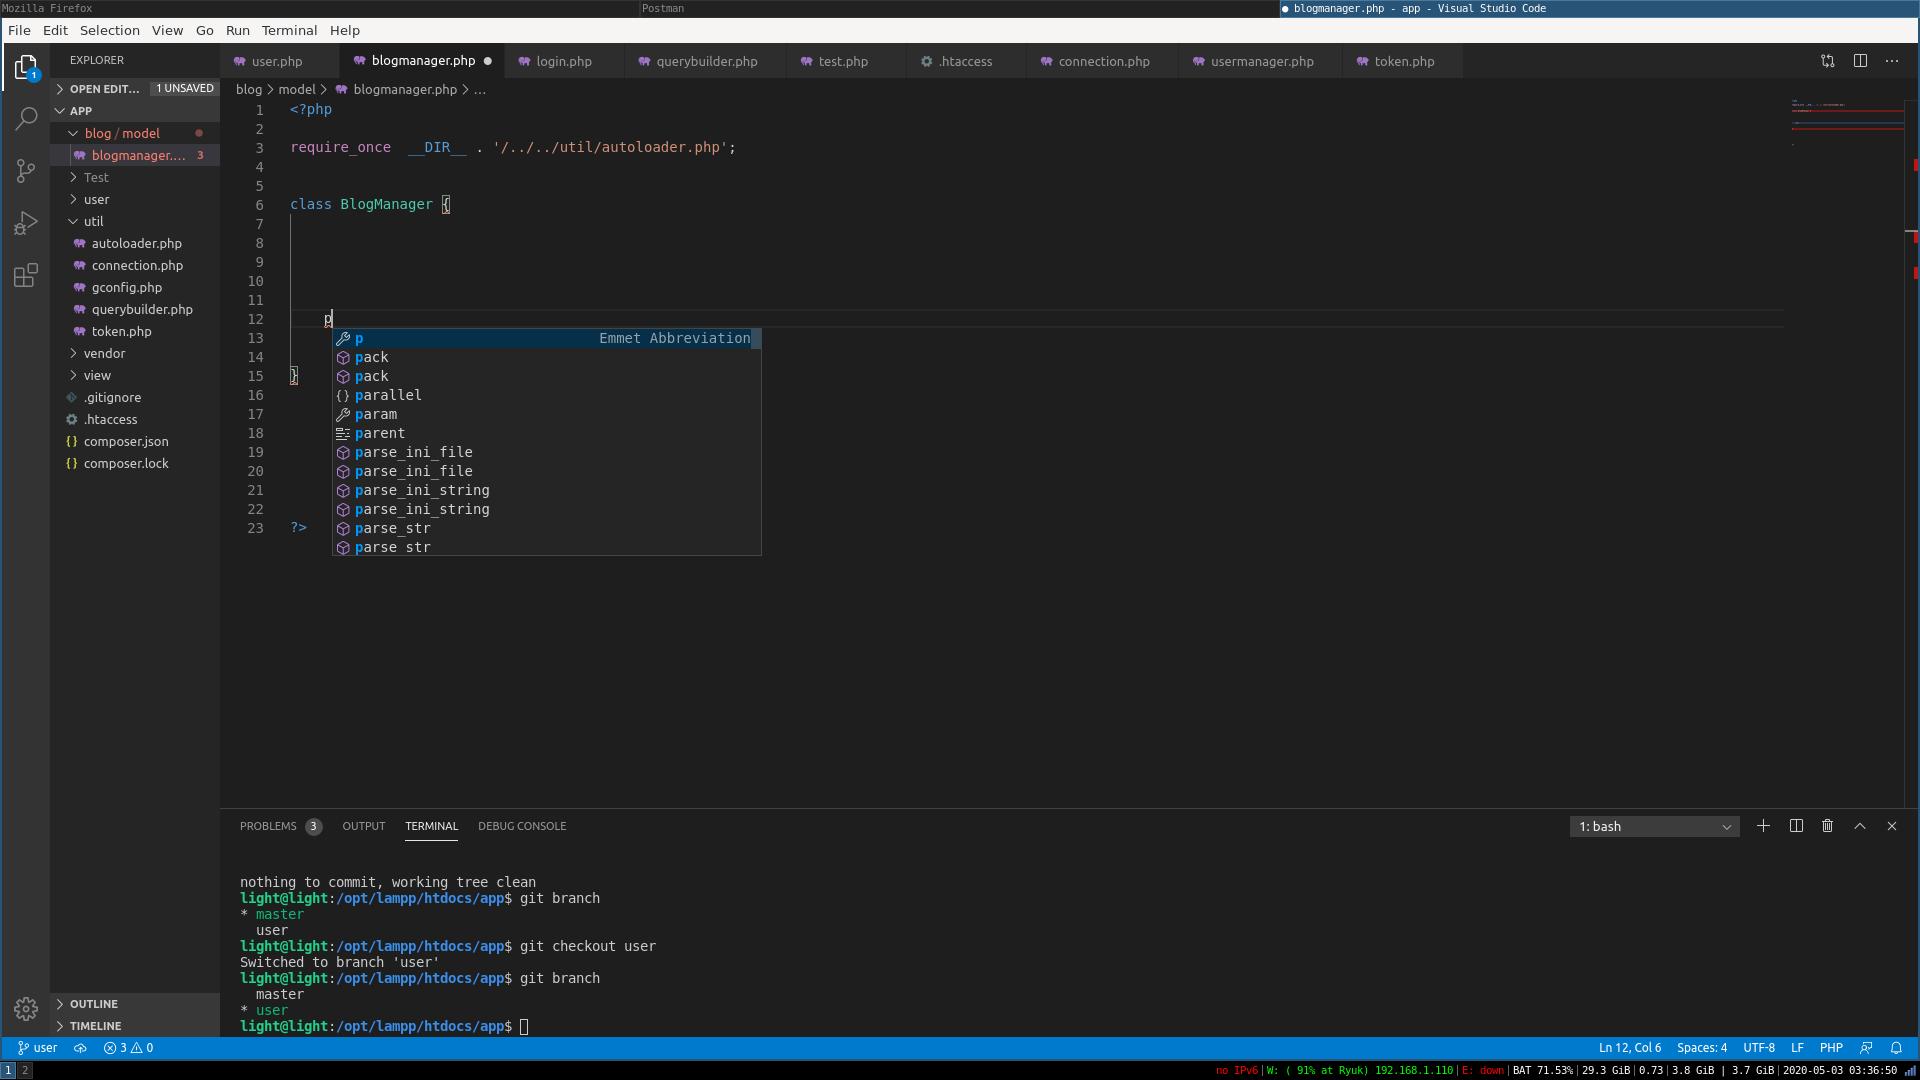 Mozilla Firefox
Postman
● blogmanager.php - app - Visual Studio Code
File Edit Selection View Go Run Terminal Help
EXPLORER
user.php
blogmanager.php ●
login.php
querybuilder.php
test.php
.htaccess
connection.php
usermanager.php
token.php
1
OPEN EDIT... 1 UNSAVED
APP
blog / model
blogmanager.... 3
Test
user
util
autoloader.php
connection.php
gconfig.php
querybuilder.php
token.php
vendor
view
.gitignore
.htaccess
composer.json
composer.lock
OUTLINE
TIMELINE
blog > model > blogmanager.php > ...
1 <?php
2
3 require_once  __DIR__ . '/../../util/autoloader.php';
4
5
6 class BlogManager {
7
8
9
10
11
12 p
13
14
15 }
16
17
18
19
20
21
22
23 ?>
p Emmet Abbreviation
pack
pack
parallel
param
parent
parse_ini_file
parse_ini_file
parse_ini_string
parse_ini_string
parse_str
parse str
PROBLEMS 3 OUTPUT TERMINAL DEBUG CONSOLE
1: bash
nothing to commit, working tree clean
light@light:/opt/lampp/htdocs/app$ git branch
* master
  user
light@light:/opt/lampp/htdocs/app$ git checkout user
Switched to branch 'user'
light@light:/opt/lampp/htdocs/app$ git branch
  master
* user
light@light:/opt/lampp/htdocs/app$
user 3 0
Ln 12, Col 6 Spaces: 4 UTF-8 LF PHP
1 2
no IPv6|W: ( 91% at Ryuk) 192.168.1.110|E: down|BAT 71.53%|29.3 GiB|0.73|3.8 GiB | 3.7 GiB|2020-05-03 03:36:50